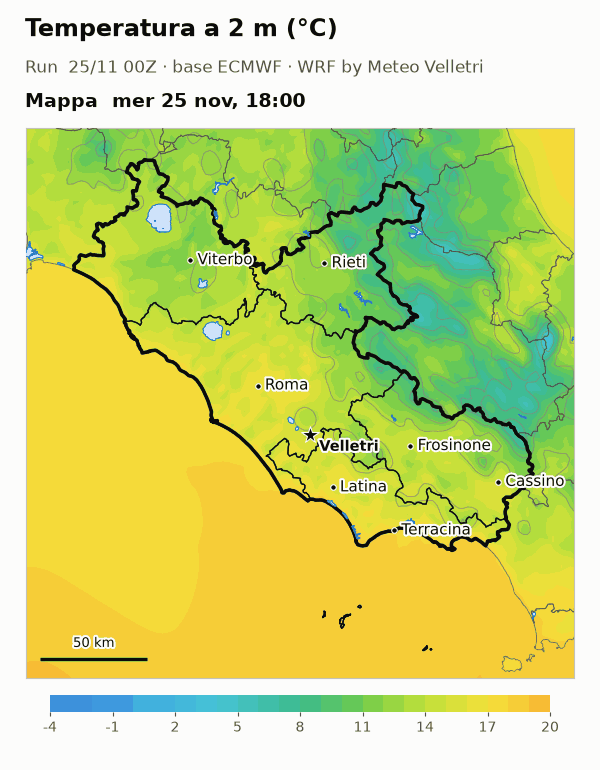 Temperatura a 2 m (°C)
Run  25/11 00Z · base ECMWF · WRF by Meteo Velletri
Mappa  mer 25 nov, 18:00
Viterbo
Rieti
Roma
Velletri
Frosinone
Latina
Cassino
Terracina
50 km
-4 -1 2 5 8 11 14 17 20